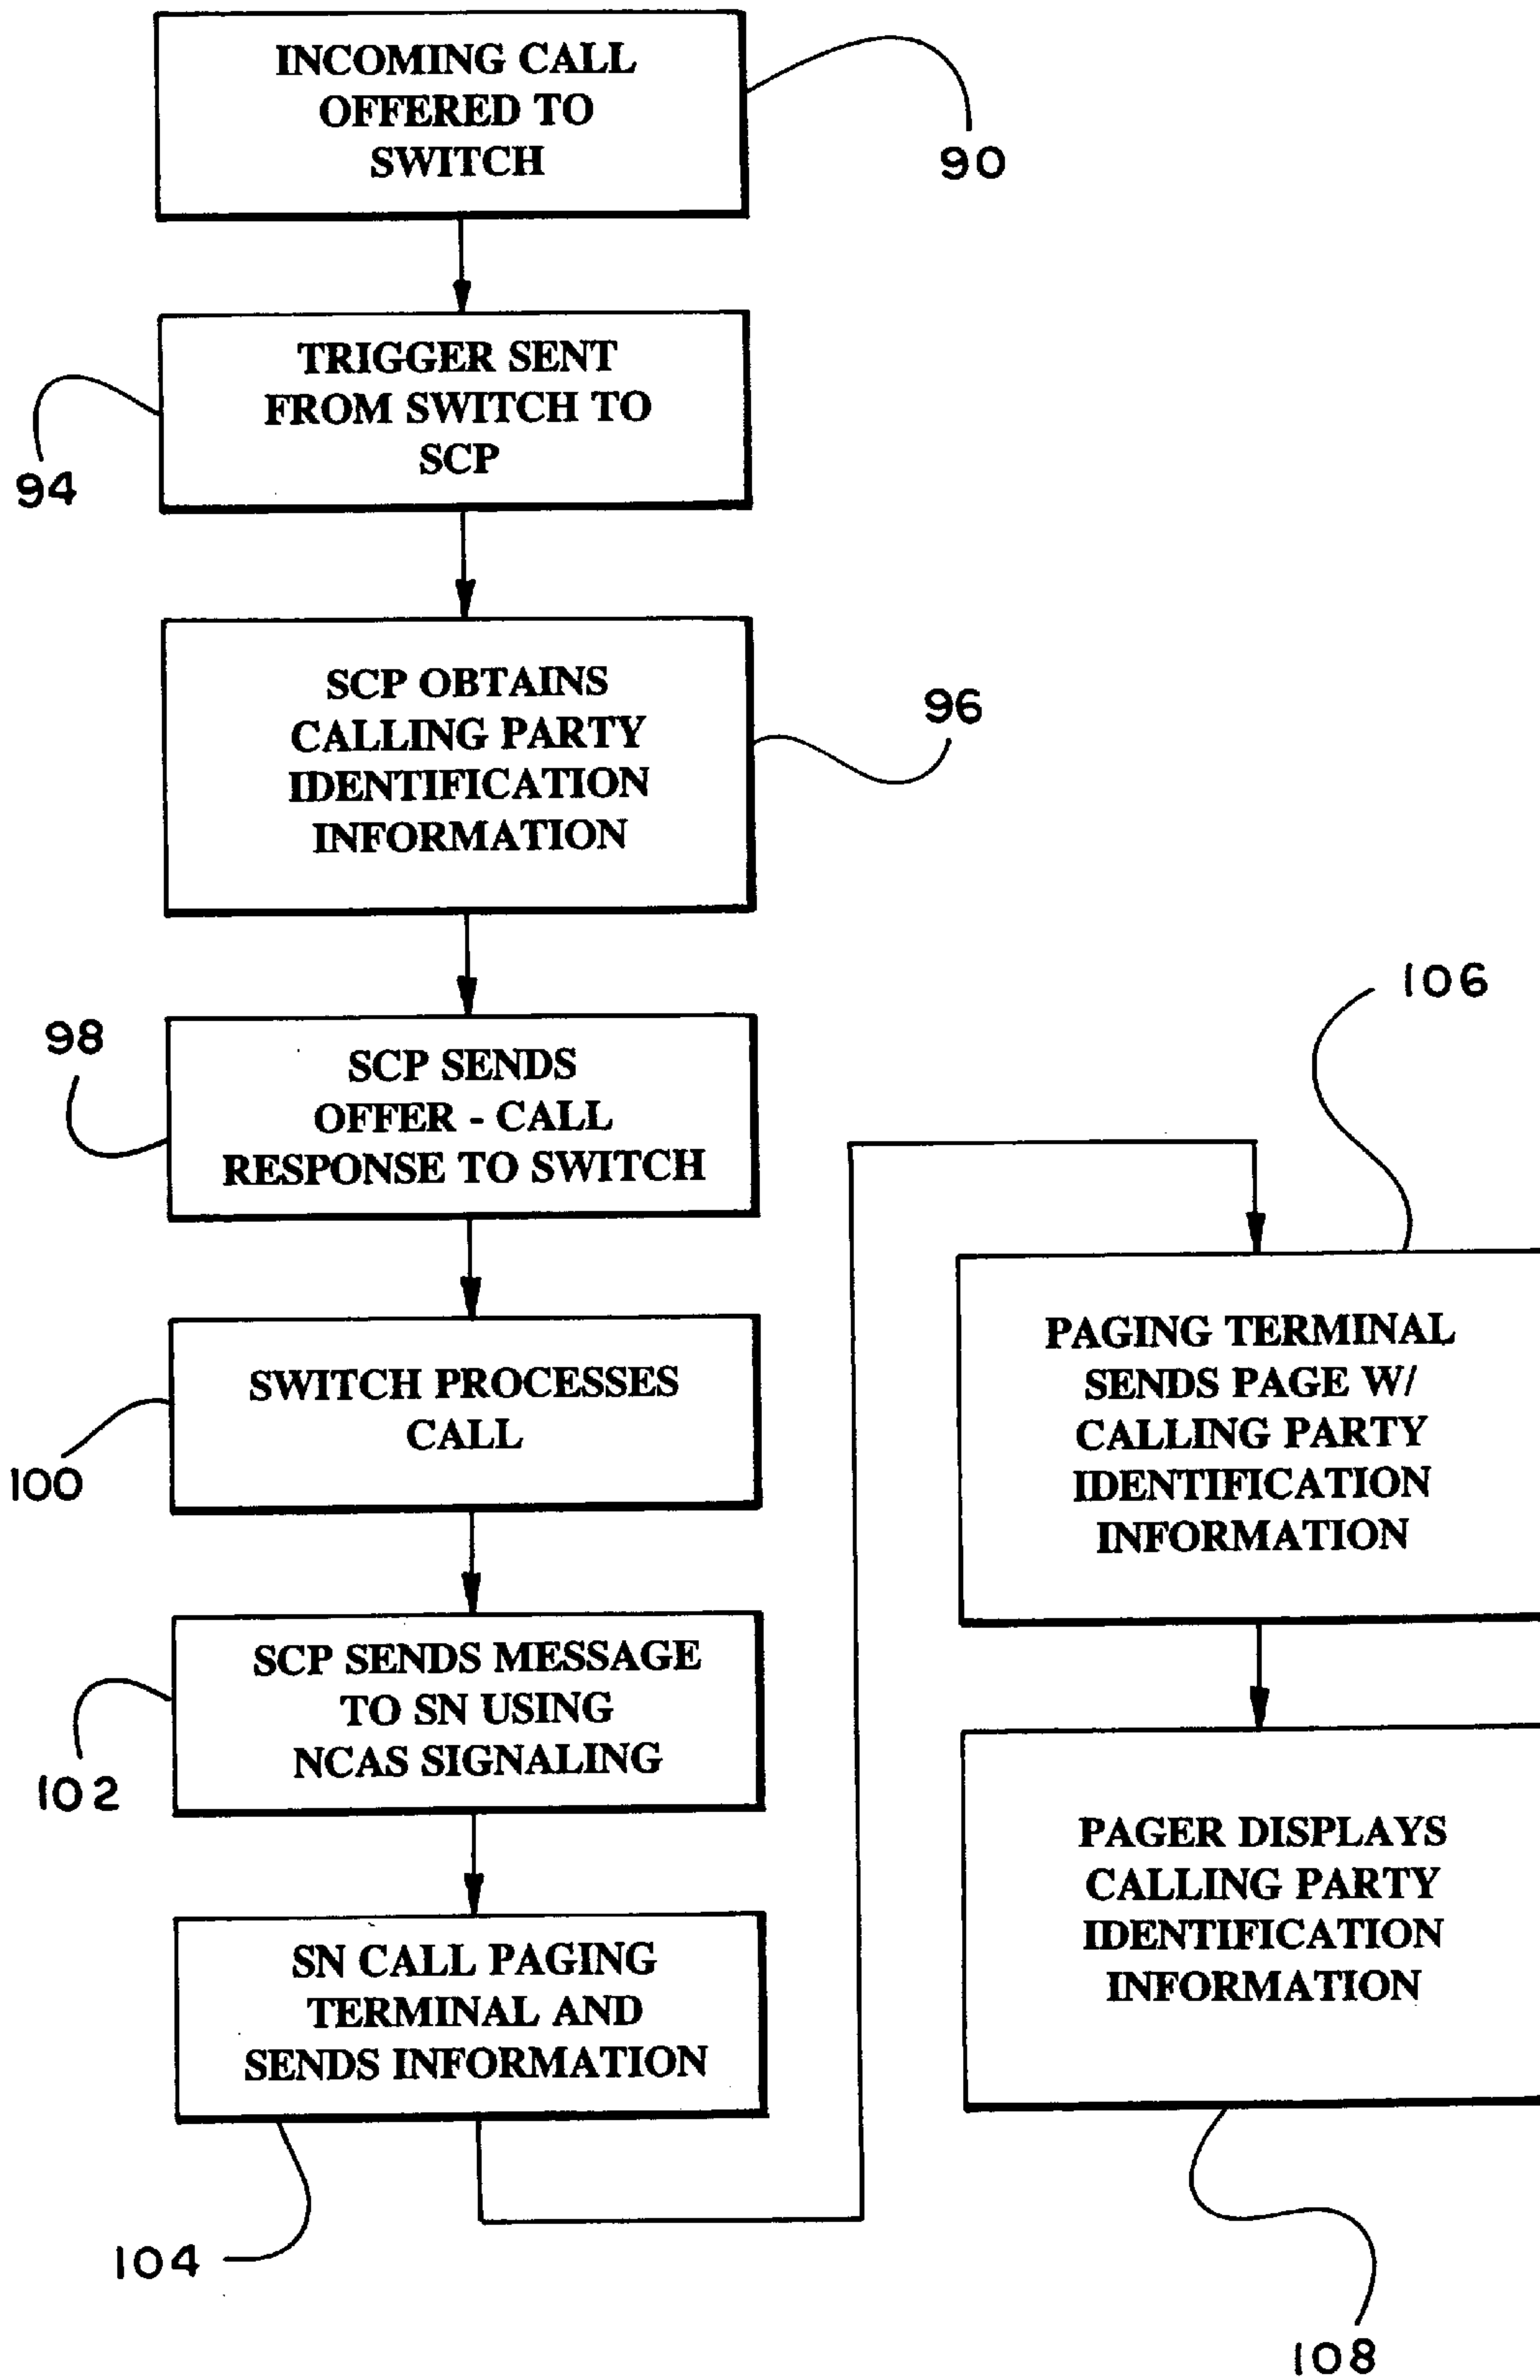 INCOMING CALL
OFFERED TO
SWITCH
90
TRIGGER SENT
FROM SWITCH TO
SCP
94
SCP OBTAINS
CALLING PARTY
IDENTIFICATION
INFORMATION
96
SCP SENDS
OFFER - CALL
RESPONSE TO SWITCH
98
SWITCH PROCESSES
CALL
100
SCP SENDS MESSAGE
TO SN USING
NCAS SIGNALING
102
SN CALL PAGING
TERMINAL AND
SENDS INFORMATION
104
106
PAGING TERMINAL
SENDS PAGE W/
CALLING PARTY
IDENTIFICATION
INFORMATION
PAGER DISPLAYS
CALLING PARTY
IDENTIFICATION
INFORMATION
108